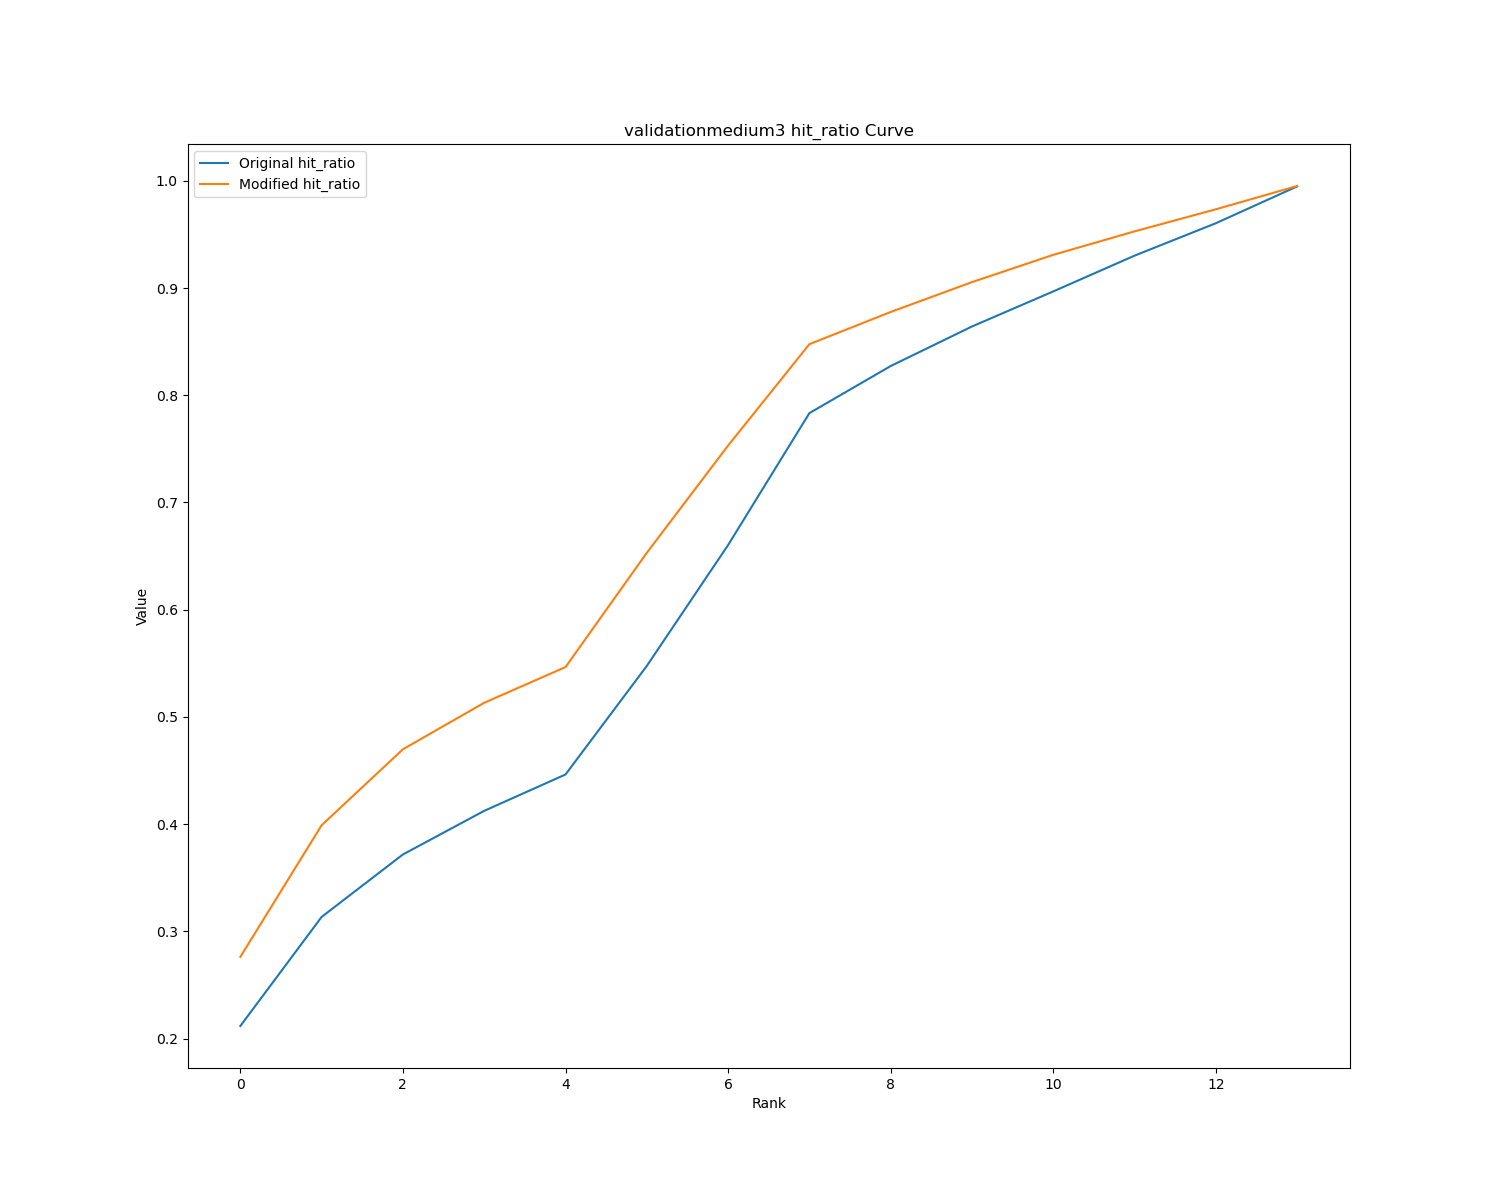 validationmedium3 hit_ratio Curve
Original hit_ratio
Modified hit_ratio
1.0
0.9
0.8
0.7
0.6
0.5
0.4
0.3
0.2
Value
0 2 4 6 8 10 12
Rank